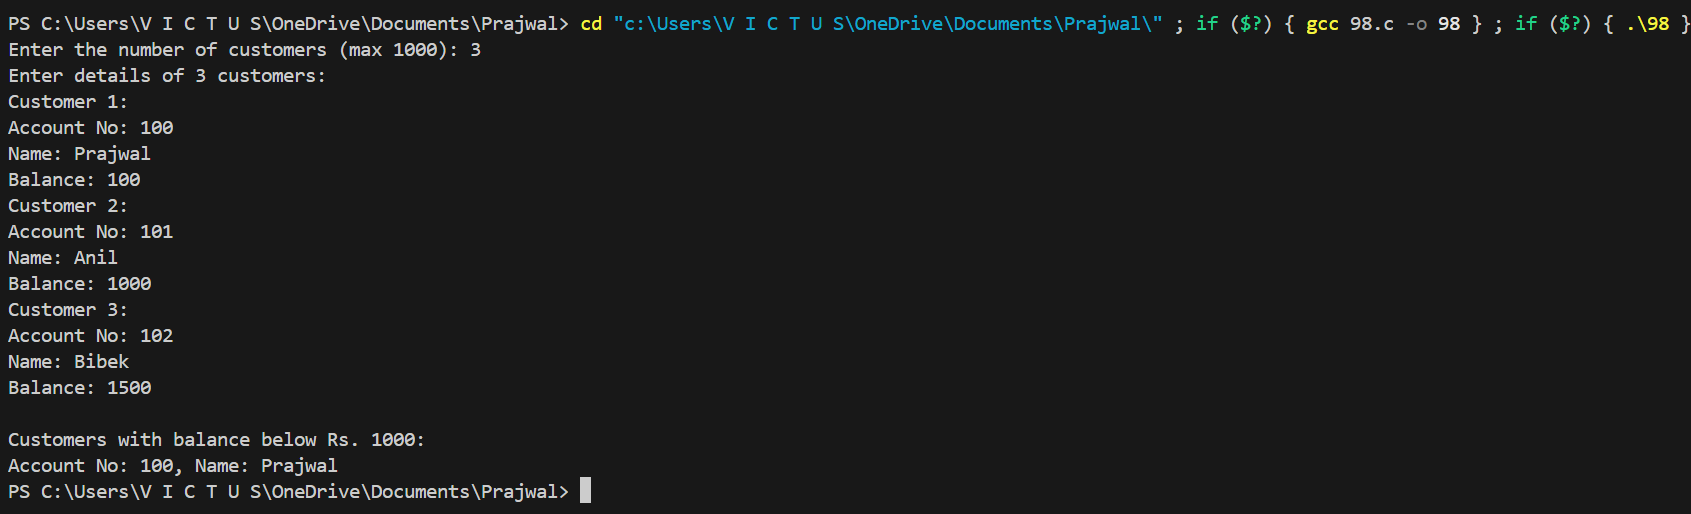 PS C:\Users\V I C T U S\OneDrive\Documents\Prajwal> cd "c:\Users\V I C T U S\OneDrive\Documents\Prajwal\" ; if ($?) { gcc 98.c -o 98 } ; if ($?) { .\98 }
Enter the number of customers (max 1000): 3
Enter details of 3 customers:
Customer 1:
Account No: 100
Name: Prajwal
Balance: 100
Customer 2:
Account No: 101
Name: Anil
Balance: 1000
Customer 3:
Account No: 102
Name: Bibek
Balance: 1500

Customers with balance below Rs. 1000:
Account No: 100, Name: Prajwal
PS C:\Users\V I C T U S\OneDrive\Documents\Prajwal>